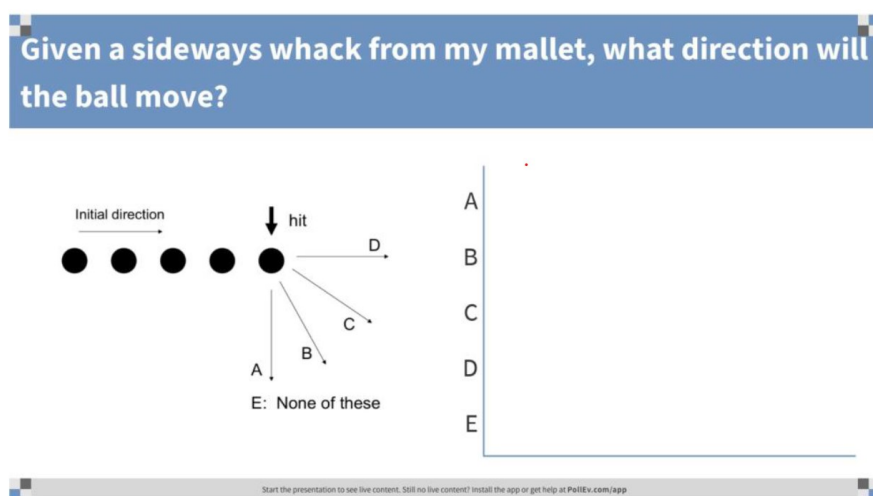 Given a sideways whack from my mallet, what direction will
the ball move?
Initial direction
hit
D
C
B
A
E: None of these
A
B
C
D
E
Start the presentation to see live content. Still no live content? Install the app or get help at PollEv.com/app